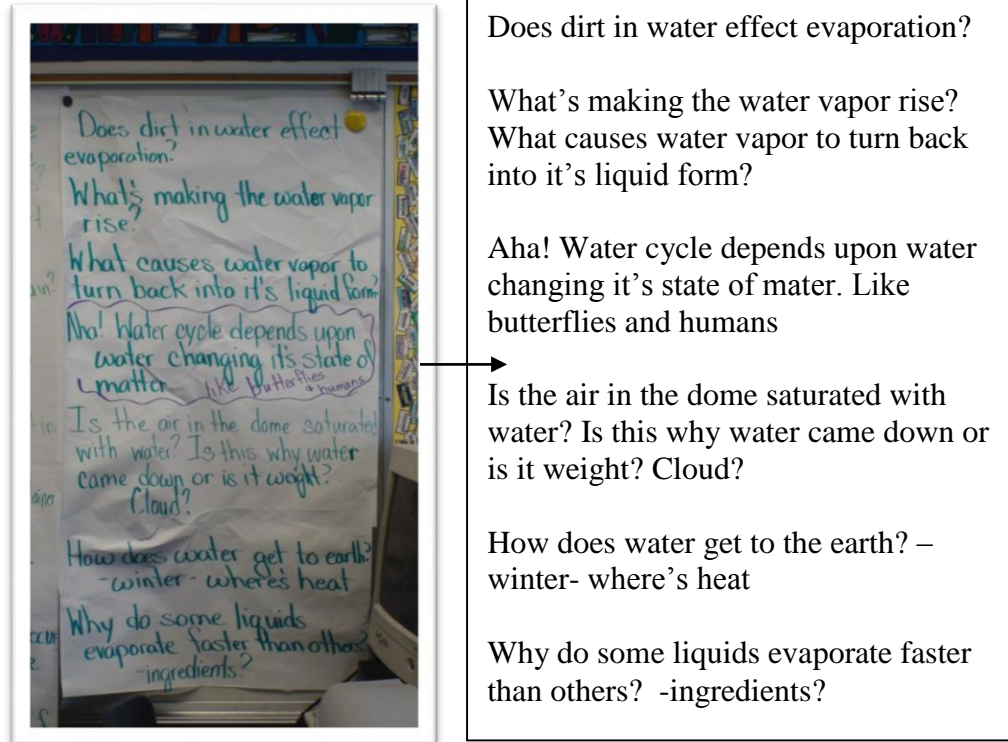 Does dirt in water effect
evaporation?
What's making the water vapor
rise?
What causes water vapor to
turn back into it's liquid form?
Aha! Water cycle depends upon
water changing it's state of
matter like butterflies
& humans
Is the air in the dome saturated
with water? Is this why water
came down or is it weight?
Cloud?
How does water get to earth?
-winter- where's heat
Why do some liquids
evaporate faster than others?
-ingredients?
Does dirt in water effect evaporation?
What's making the water vapor rise?
What causes water vapor to turn back
into it's liquid form?
Aha! Water cycle depends upon water
changing it's state of mater. Like
butterflies and humans
Is the air in the dome saturated with
water? Is this why water came down or
is it weight? Cloud?
How does water get to the earth? –
winter- where's heat
Why do some liquids evaporate faster
than others? -ingredients?